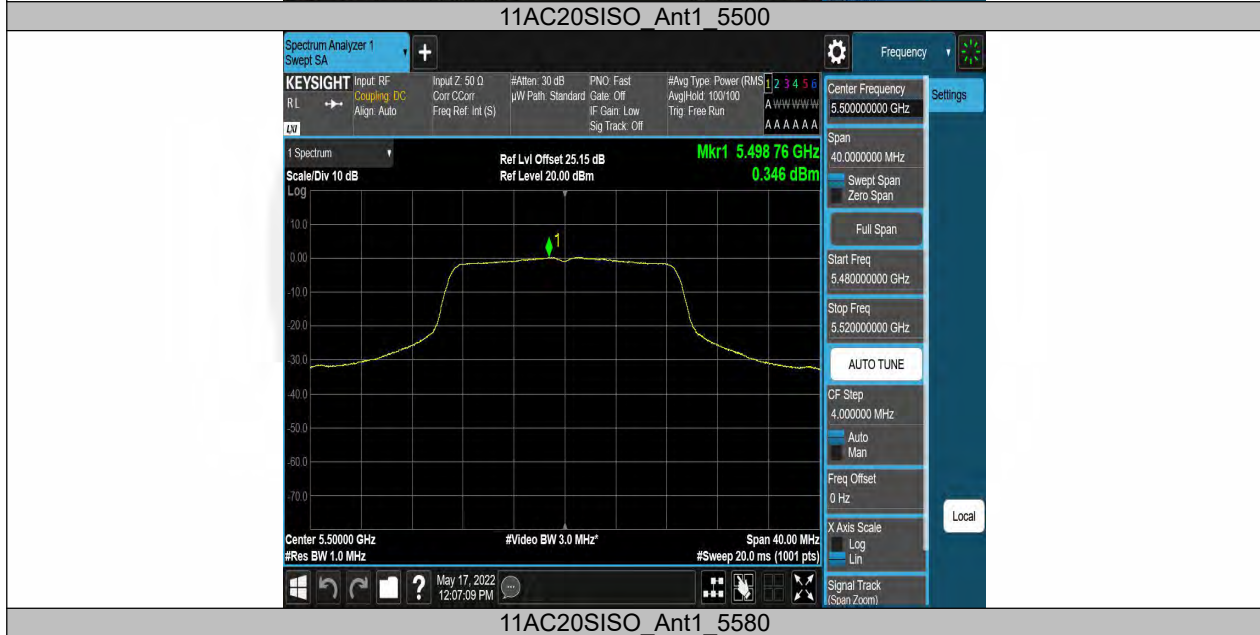 11AC20SISO_Ant1_5500
Spectrum Analyzer 1
Swept SA
+
Frequency
KEYSIGHT
RL
LXI
Input: RF
Coupling: DC
Align: Auto
Input Z: 50 Ω
Corr CCorr
Freq Ref: Int (S)
#Atten: 30 dB
µW Path: Standard
PNO: Fast
Gate: Off
IF Gain: Low
Sig Track: Off
#Avg Type: Power (RMS
Avg|Hold: 100/100
Trig: Free Run
1 2 3 4 5 6
A W W W W W
A A A A A A
1 Spectrum
Scale/Div 10 dB
Log
Ref Lvl Offset 25.15 dB
Ref Level 20.00 dBm
Mkr1 5.498 76 GHz
0.346 dBm
10.0
1
0.00
-10.0
-20.0
-30.0
-40.0
-50.0
-60.0
-70.0
Center 5.50000 GHz
#Res BW 1.0 MHz
#Video BW 3.0 MHz*
Span 40.00 MHz
#Sweep 20.0 ms (1001 pts)
Center Frequency
5.500000000 GHz
Settings
Span
40.0000000 MHz
Swept Span
Zero Span
Full Span
Start Freq
5.480000000 GHz
Stop Freq
5.520000000 GHz
AUTO TUNE
CF Step
4.000000 MHz
Auto
Man
Freq Offset
0 Hz
Local
X Axis Scale
Log
Lin
Signal Track
(Span Zoom)
?
May 17, 2022
12:07:09 PM
11AC20SISO_Ant1_5580